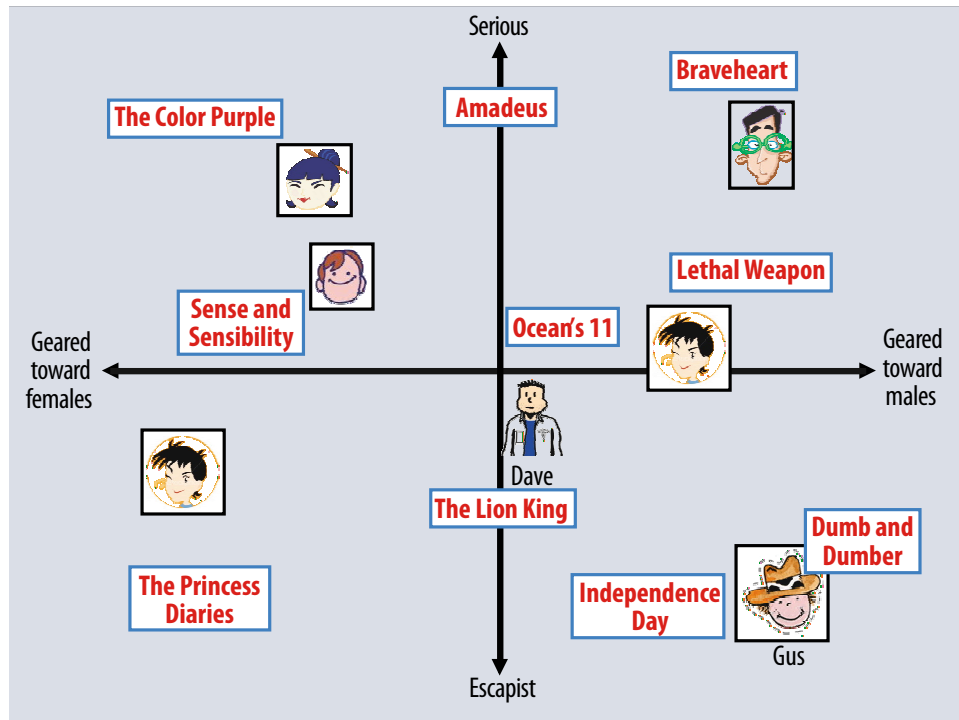 Serious
Braveheart
Amadeus
The Color Purple
Lethal Weapon
Sense and
Sensibility
Ocean's 11
Geared
toward
females
Geared
toward
males
Dave
The Lion King
Dumb and
Dumber
The Princess
Diaries
Independence
Day
Gus
Escapist